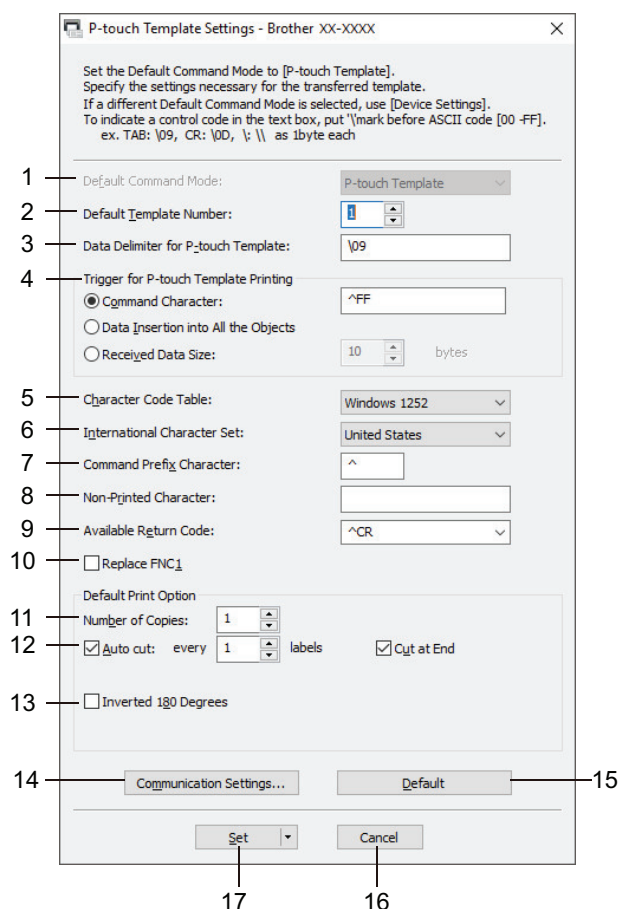 P-touch Template Settings - Brother XX-XXXX
Set the Default Command Mode to [P-touch Template].
Specify the settings necessary for the transferred template.
If a different Default Command Mode is selected, use [Device Settings].
To indicate a control code in the text box, put '\'mark before ASCII code [00 -FF].
ex. TAB: \09, CR: \0D, \: \\ as 1byte each
1 Default Command Mode: P-touch Template
2 Default Template Number: 1
3 Data Delimiter for P-touch Template: \09
4 Trigger for P-touch Template Printing
Command Character: ^FF
Data Insertion into All the Objects
Received Data Size: 10 bytes
5 Character Code Table: Windows 1252
6 International Character Set: United States
7 Command Prefix Character: ^
8 Non-Printed Character:
9 Available Return Code: ^CR
10 Replace FNC1
Default Print Option
11 Number of Copies: 1
12 Auto cut: every 1 labels Cut at End
13 Inverted 180 Degrees
14 Communication Settings... Default 15
Set Cancel
17 16